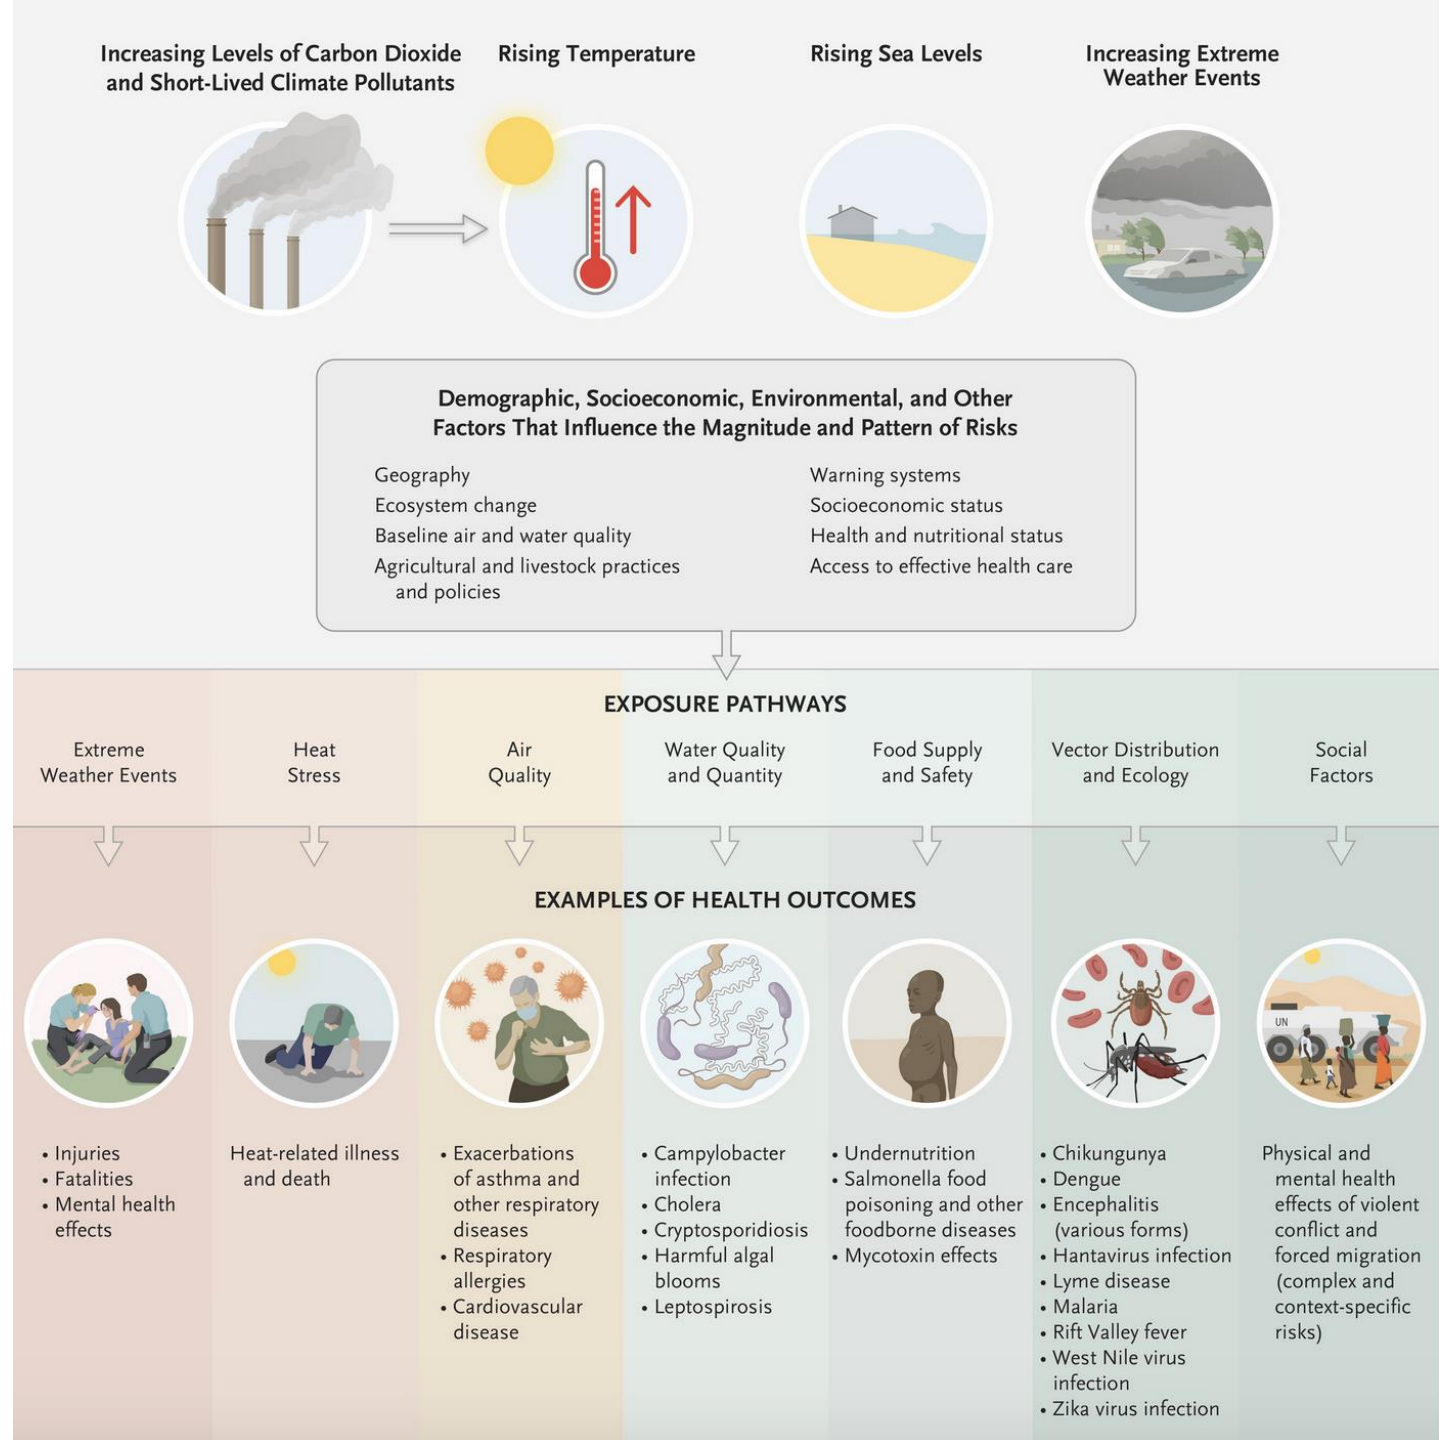 Increasing Levels of Carbon Dioxide
and Short-Lived Climate Pollutants
Rising Temperature
Rising Sea Levels
Increasing Extreme
Weather Events
Demographic, Socioeconomic, Environmental, and Other
Factors That Influence the Magnitude and Pattern of Risks
Geography
Ecosystem change
Baseline air and water quality
Agricultural and livestock practices
and policies
Warning systems
Socioeconomic status
Health and nutritional status
Access to effective health care
EXPOSURE PATHWAYS
Extreme
Weather Events
Heat
Stress
Air
Quality
Water Quality
and Quantity
Food Supply
and Safety
Vector Distribution
and Ecology
Social
Factors
EXAMPLES OF HEALTH OUTCOMES
UN
• Injuries
• Fatalities
• Mental health
effects
Heat-related illness
and death
• Exacerbations
of asthma and
other respiratory
diseases
• Respiratory
allergies
• Cardiovascular
disease
• Campylobacter
infection
• Cholera
• Cryptosporidiosis
• Harmful algal
blooms
• Leptospirosis
• Undernutrition
• Salmonella food
poisoning and other
foodborne diseases
• Mycotoxin effects
• Chikungunya
• Dengue
• Encephalitis
(various forms)
• Hantavirus infection
• Lyme disease
• Malaria
• Rift Valley fever
• West Nile virus
infection
• Zika virus infection
Physical and
mental health
effects of violent
conflict and
forced migration
(complex and
context-specific
risks)